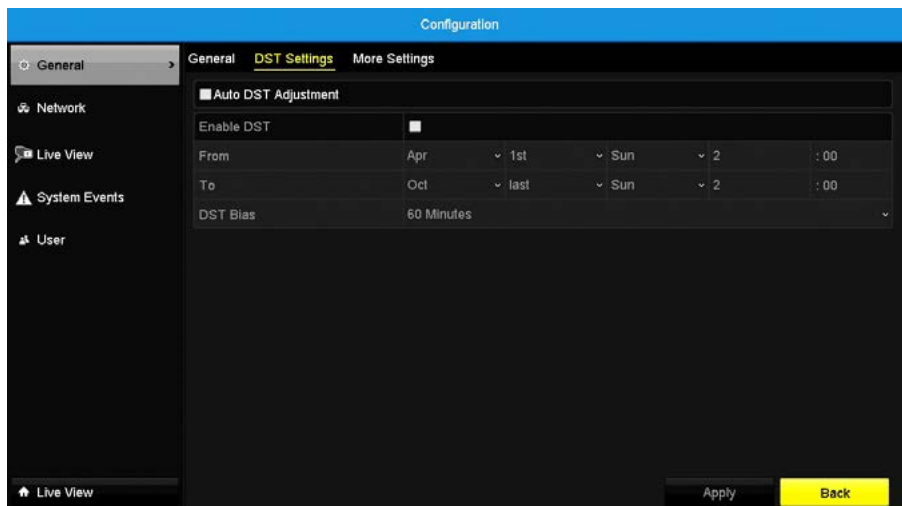 Configuration
General
Network
Live View
System Events
User
Live View
General DST Settings More Settings
Auto DST Adjustment
Enable DST
From Apr 1st Sun 2 : 00
To Oct last Sun 2 : 00
DST Bias 60 Minutes
Apply Back